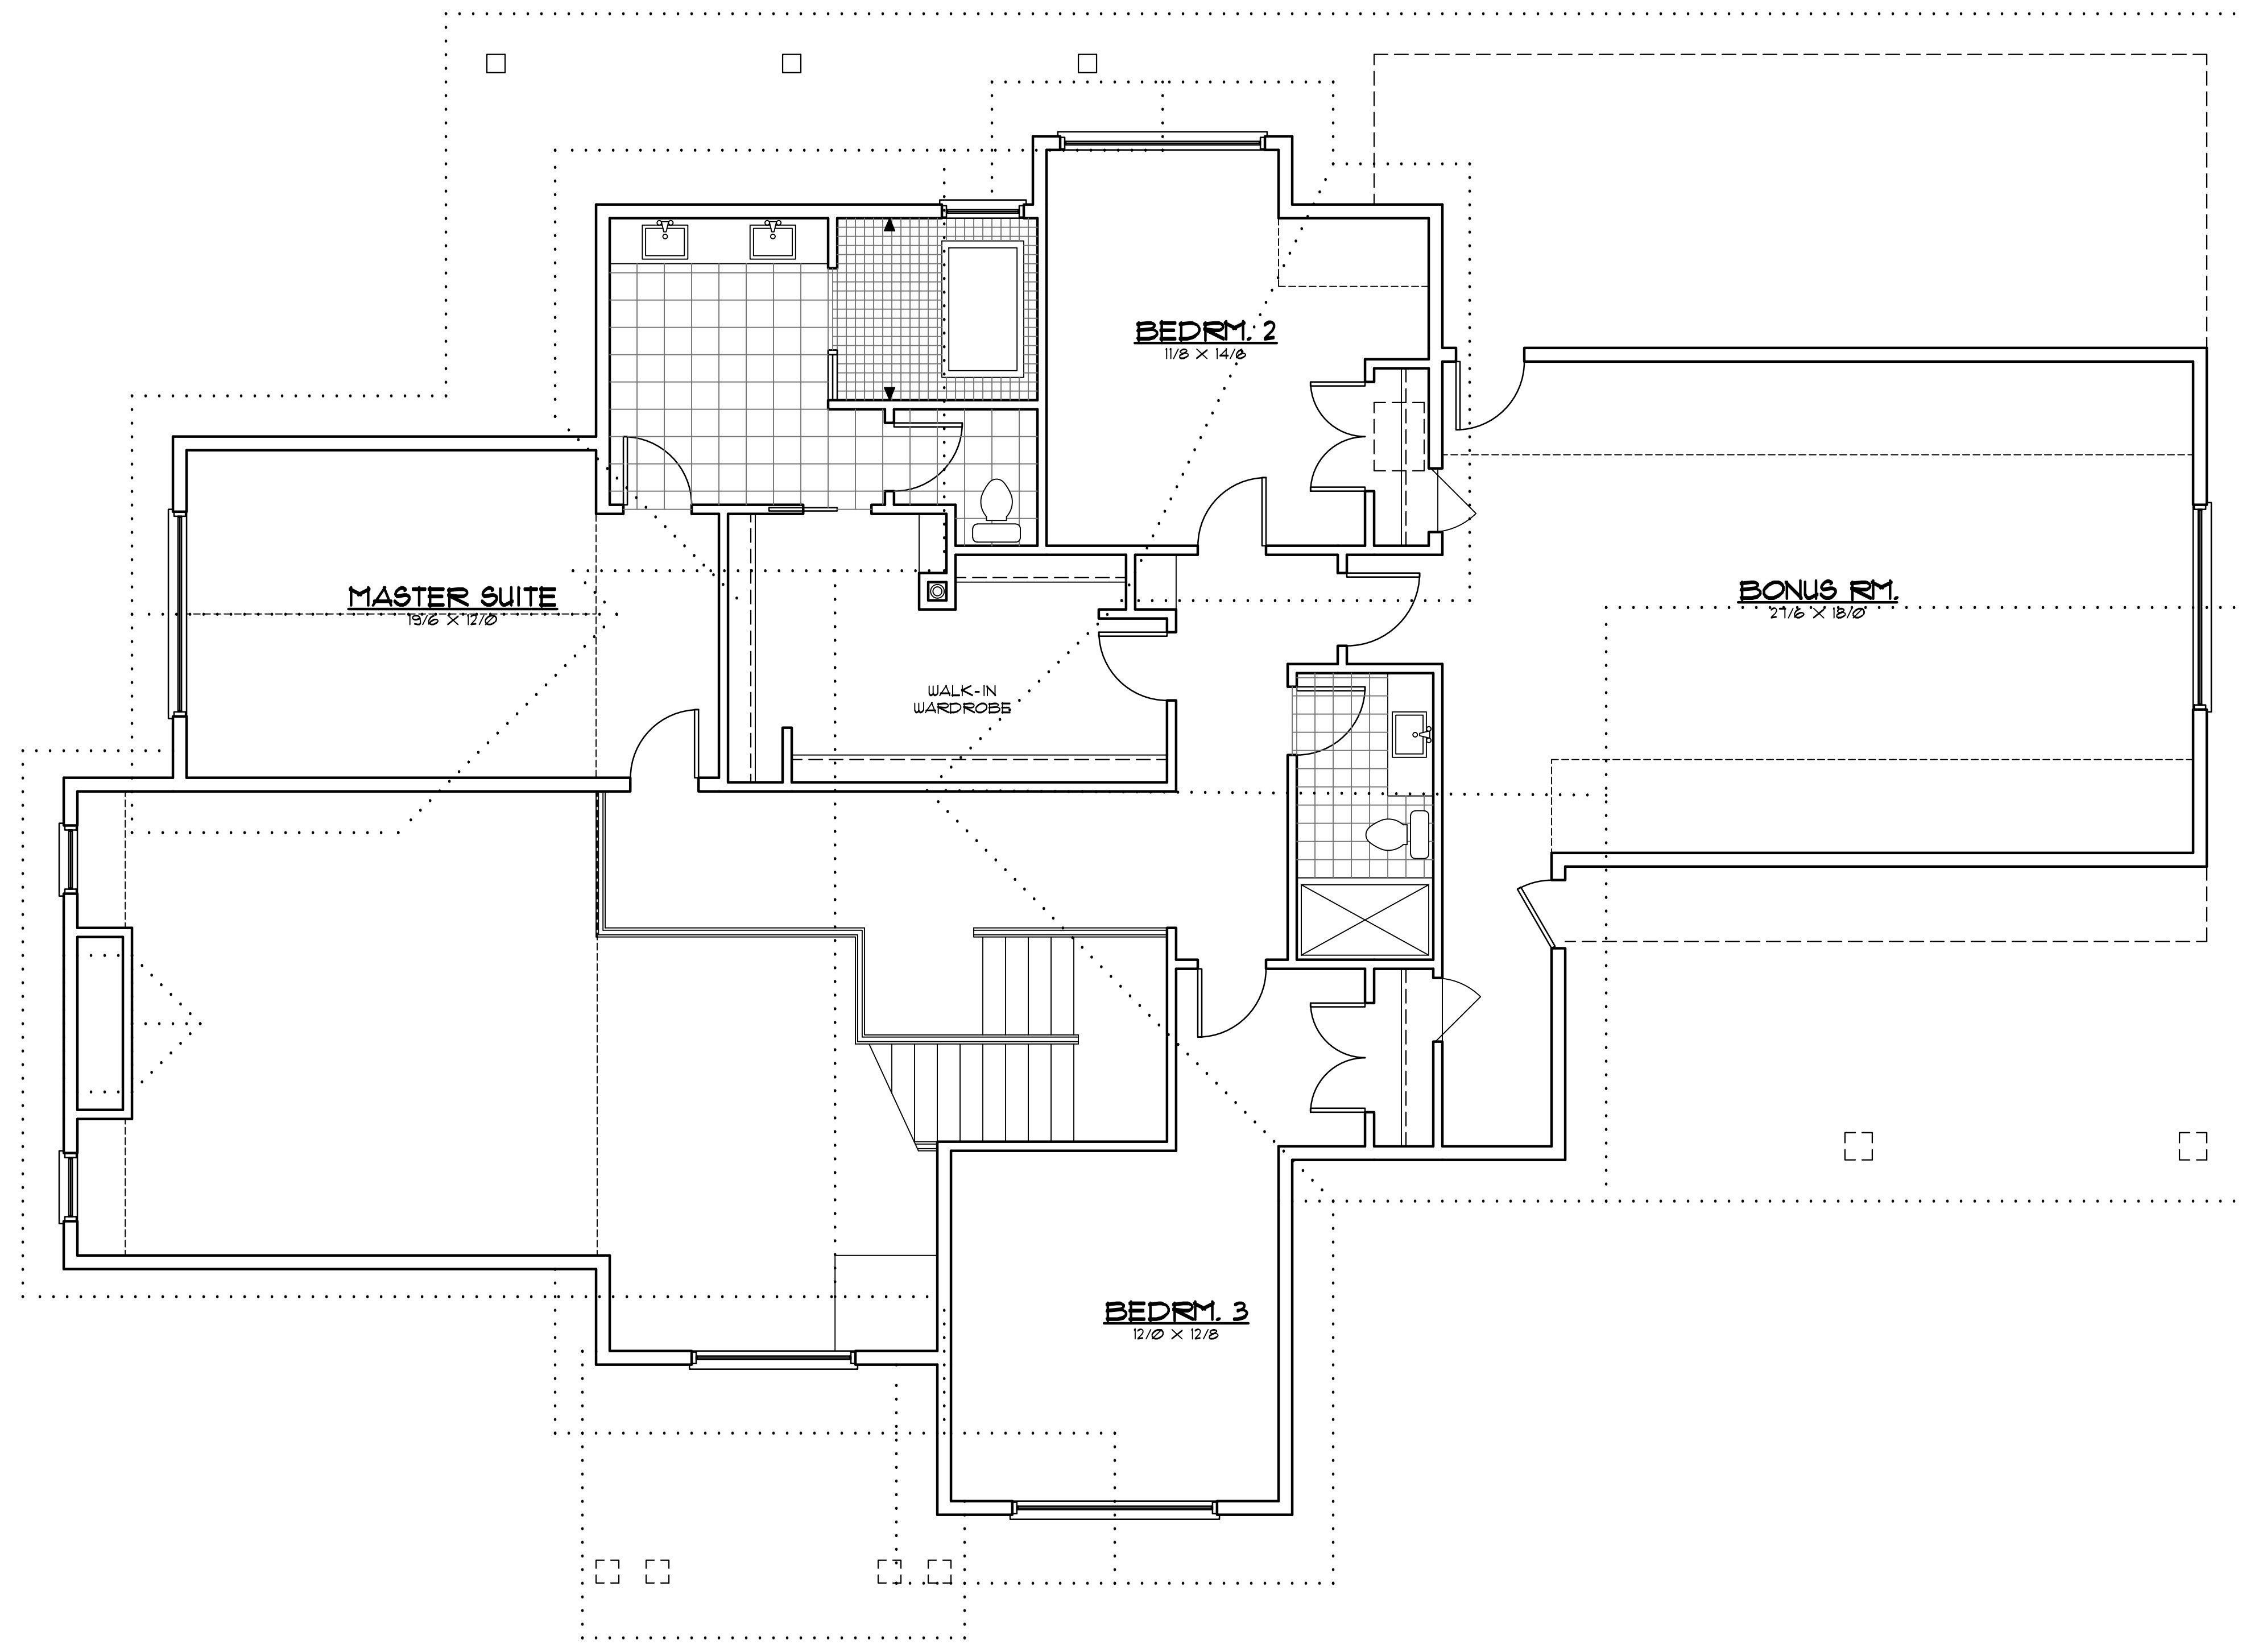 BEDRM. 2
11/8 X 14/6
MASTER SUITE
19/6 X 12/0
BONUS RM.
27/6 X 18/0
WALK-IN
WARDROBE
BEDRM. 3
12/0 X 12/8